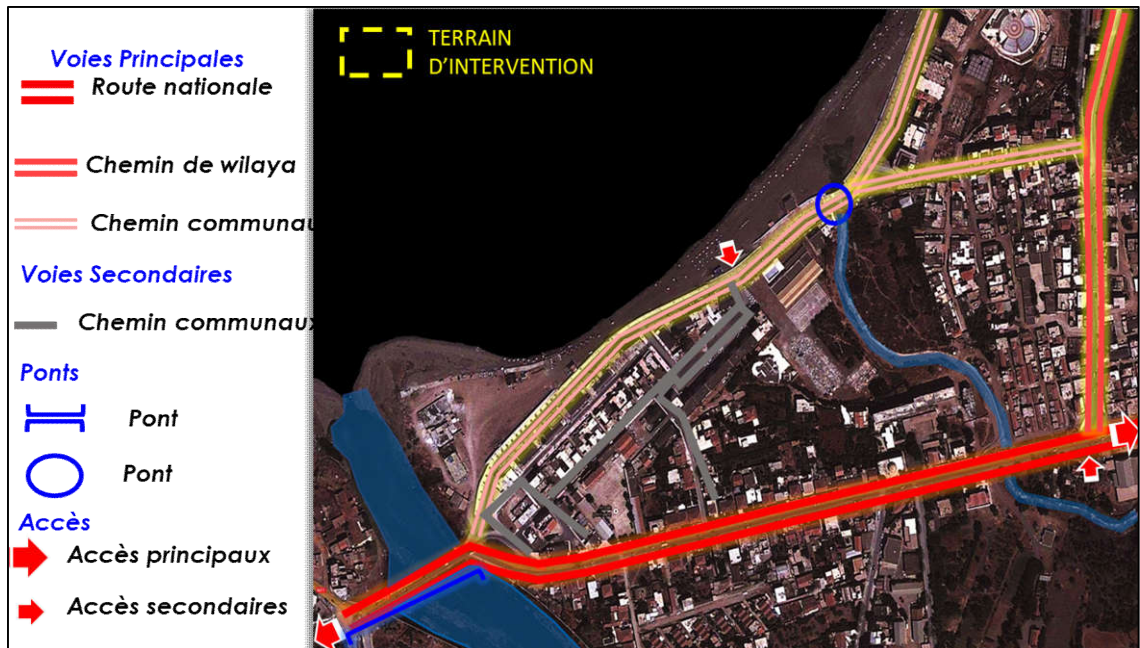 Voies Principales
Route nationale
Chemin de wilaya
Chemin communau
Voies Secondaires
Chemin communaux
Ponts
Pont
Pont
Accès
Accès principaux
Accès secondaires
TERRAIN
D'INTERVENTION